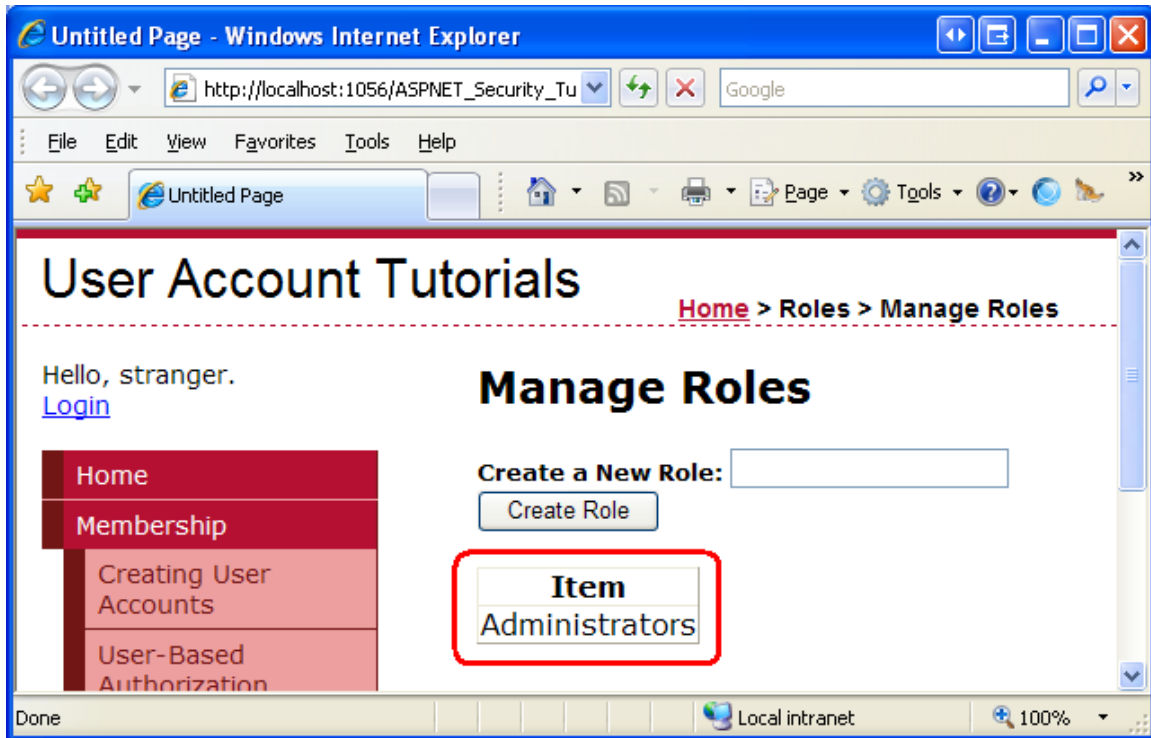 Untitled Page - Windows Internet Explorer
http://localhost:1056/ASPNET_Security_Tu
Google
File Edit View Favorites Tools Help
Untitled Page
Page Tools »
User Account Tutorials
Home > Roles > Manage Roles
Hello, stranger.
Login
Home
Membership
Creating User
Accounts
User-Based
Authorization
Manage Roles
Create a New Role:
Create Role
Item
Administrators
Done
Local intranet
100%